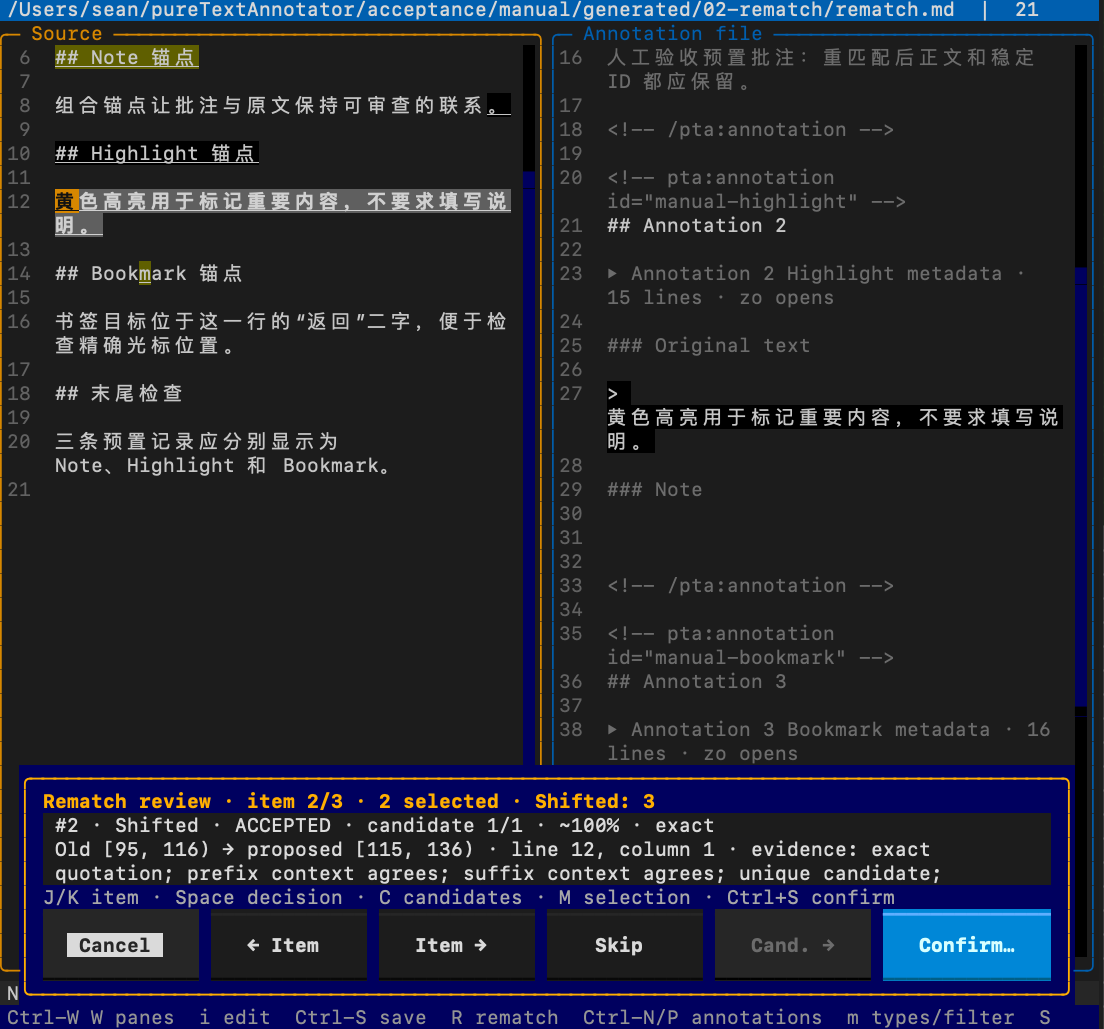 /Users/sean/pureTextAnnotator/acceptance/manual/generated/02-rematch/rematch.md | 21
Source
6 ## Note 锚点
7
8 组合锚点让批注与原文保持可审查的联系。
9
10 ## Highlight 锚点
11
12 黄色高亮用于标记重要内容，不要求填写说
明。
13
14 ## Bookmark 锚点
15
16 书签目标位于这一行的“返回”二字，便于检
查精确光标位置。
17
18 ## 末尾检查
19
20 三条预置记录应分别显示为
Note、Highlight 和 Bookmark。
21
Annotation file
16 人工验收预置批注：重匹配后正文和稳定
ID 都应保留。
17
18 <!-- /pta:annotation -->
19
20 <!-- pta:annotation
id="manual-highlight" -->
21 ## Annotation 2
22
23 ▶ Annotation 2 Highlight metadata ·
15 lines · zo opens
24
25 ### Original text
26
27 >
黄色高亮用于标记重要内容，不要求填写说
明。
28
29 ### Note
30
31
32
33 <!-- /pta:annotation -->
34
35 <!-- pta:annotation
id="manual-bookmark" -->
36 ## Annotation 3
37
38 ▶ Annotation 3 Bookmark metadata · 16
lines · zo opens
Rematch review · item 2/3 · 2 selected · Shifted: 3
#2 · Shifted · ACCEPTED · candidate 1/1 · ~100% · exact
Old [95, 116) → proposed [115, 136) · line 12, column 1 · evidence: exact
quotation; prefix context agrees; suffix context agrees; unique candidate;
J/K item · Space decision · C candidates · M selection · Ctrl+S confirm
Cancel ← Item Item → Skip Cand. → Confirm…
N
Ctrl-W W panes i edit Ctrl-S save R rematch Ctrl-N/P annotations m types/filter S